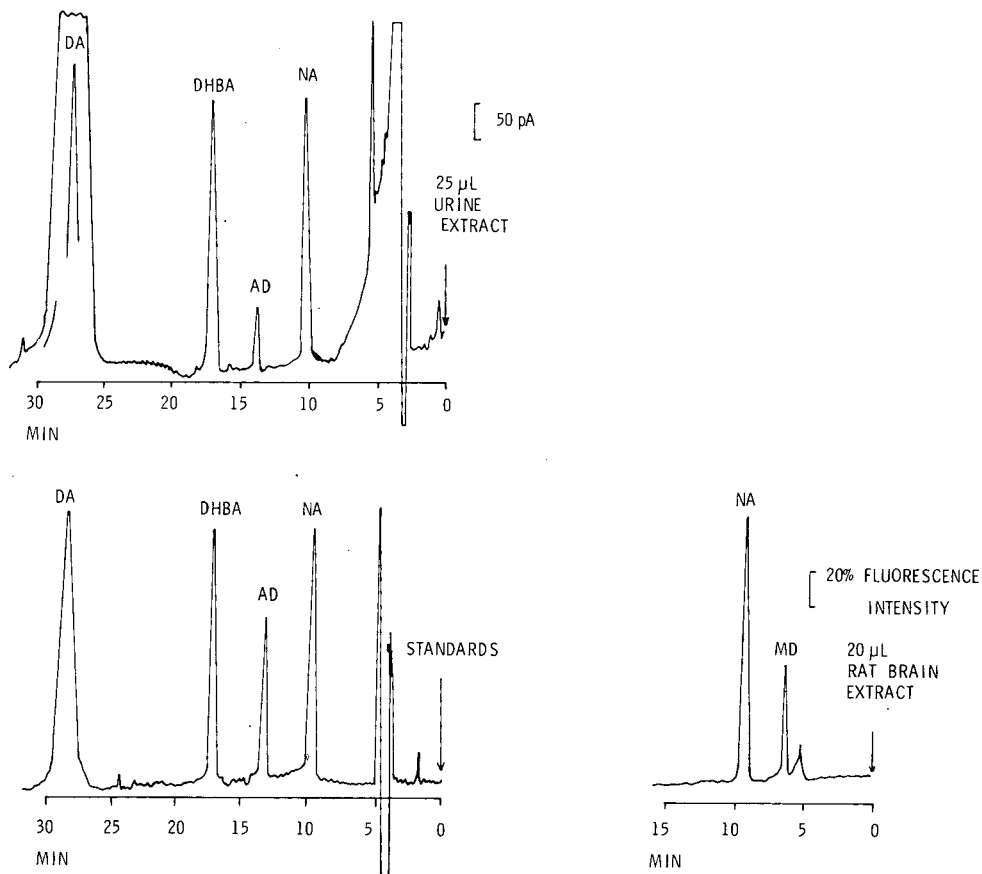 DA
DHBA
AD
NA
50 pA
25 µL
URINE
EXTRACT
30 25 20 15 10 5 0
MIN
DA
DHBA
AD
NA
STANDARDS
30 25 20 15 10 5 0
MIN
NA
MD
20% FLUORESCENCE
INTENSITY
20 µL
RAT BRAIN
EXTRACT
15 10 5 0
MIN